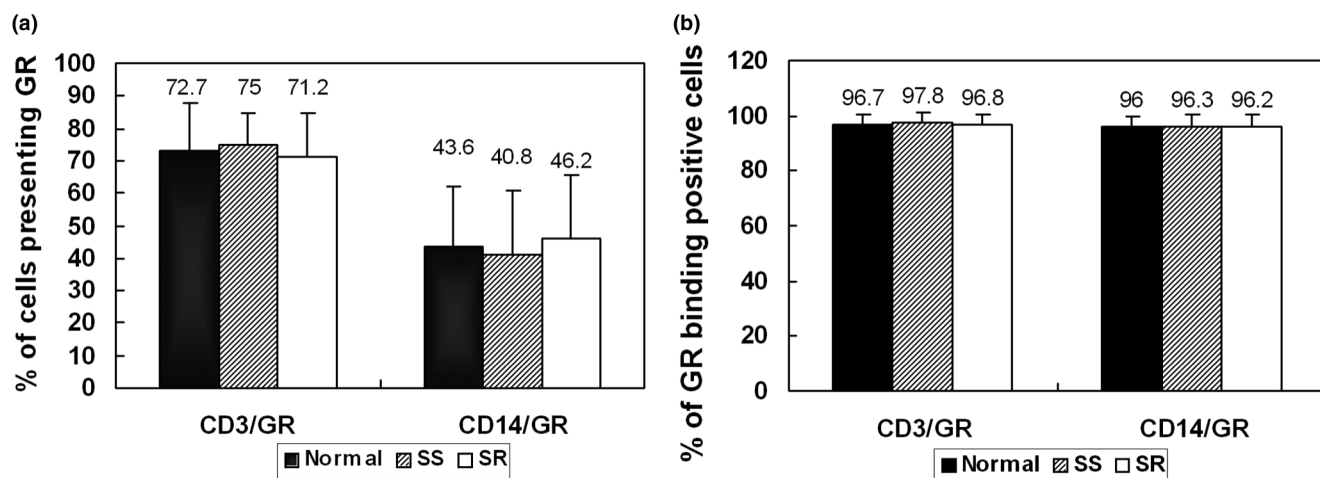 (a)
% of cells presenting GR
100
90
80
70
60
50
40
30
20
10
0
72.7 75 71.2
43.6 40.8 46.2
CD3/GR CD14/GR
Normal SS SR
(b)
% of GR binding positive cells
120
100
80
60
40
20
0
96.7 97.8 96.8
96 96.3 96.2
CD3/GR CD14/GR
Normal SS SR